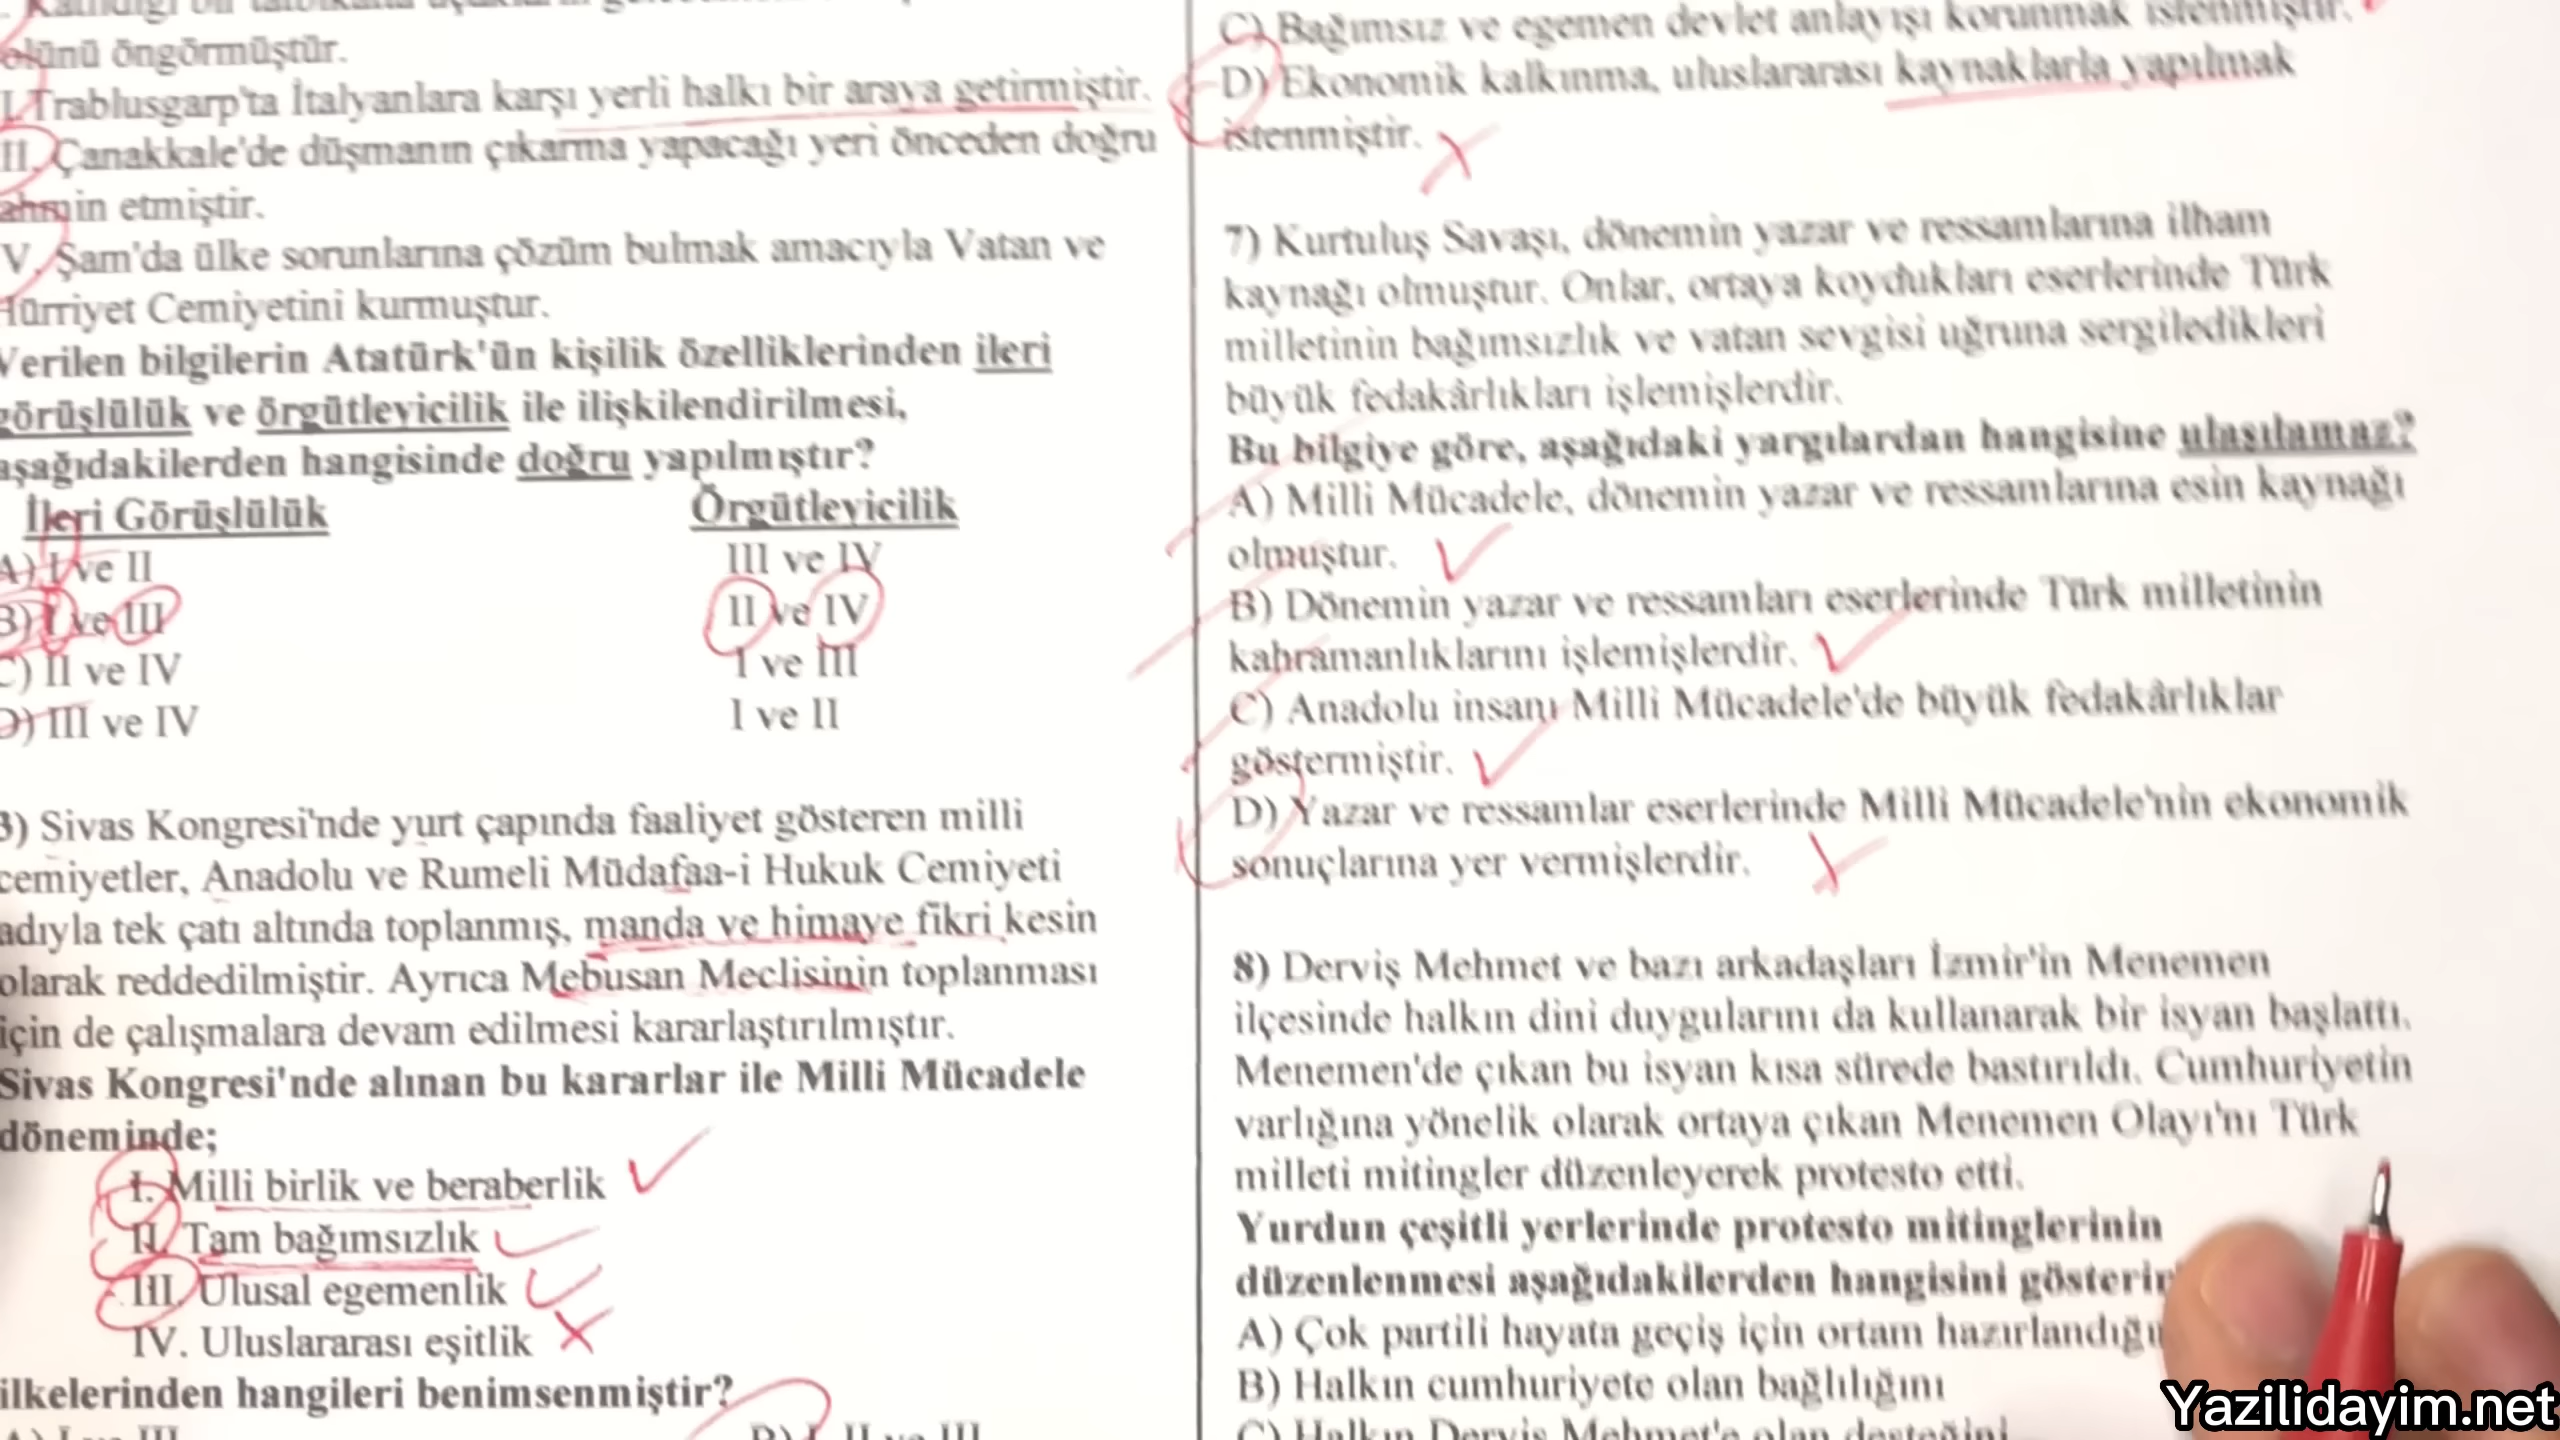 ölünü öngörmüştür.
Trablusgarp'ta İtalyanlara karşı yerli halkı bir araya getirmiştir.
II. Çanakkale'de düşmanın çıkarma yapacağı yeri önceden doğru
ahmin etmiştir.
V. Şam'da ülke sorunlarına çözüm bulmak amacıyla Vatan ve
Hürriyet Cemiyetini kurmuştur.
Verilen bilgilerin Atatürk'ün kişilik özelliklerinden ileri
görüşlülük ve örgütleyicilik ile ilişkilendirilmesi,
aşağıdakilerden hangisinde doğru yapılmıştır?
İleri Görüşlülük Örgütleyicilik
A) I ve II III ve IV
B) I ve III II ve IV
C) II ve IV I ve III
D) III ve IV I ve II
3) Sivas Kongresi'nde yurt çapında faaliyet gösteren milli
cemiyetler, Anadolu ve Rumeli Müdafaa-i Hukuk Cemiyeti
adıyla tek çatı altında toplanmış, manda ve himaye fikri kesin
olarak reddedilmiştir. Ayrıca Mebusan Meclisinin toplanması
için de çalışmalara devam edilmesi kararlaştırılmıştır.
Sivas Kongresi'nde alınan bu kararlar ile Milli Mücadele
döneminde;
I. Milli birlik ve beraberlik
II. Tam bağımsızlık
III. Ulusal egemenlik
IV. Uluslararası eşitlik
ilkelerinden hangileri benimsenmiştir?
C) Bağımsız ve egemen devlet anlayışı korunmak istenmiştir.
D) Ekonomik kalkınma, uluslararası kaynaklarla yapılmak
istenmiştir.
7) Kurtuluş Savaşı, dönemin yazar ve ressamlarına ilham
kaynağı olmuştur. Onlar, ortaya koydukları eserlerinde Türk
milletinin bağımsızlık ve vatan sevgisi uğruna sergiledikleri
büyük fedakârlıkları işlemişlerdir.
Bu bilgiye göre, aşağıdaki yargılardan hangisine ulaşılamaz?
A) Milli Mücadele, dönemin yazar ve ressamlarına esin kaynağı
olmuştur.
B) Dönemin yazar ve ressamları eserlerinde Türk milletinin
kahramanlıklarını işlemişlerdir.
C) Anadolu insanı Milli Mücadele'de büyük fedakârlıklar
göstermiştir.
D) Yazar ve ressamlar eserlerinde Milli Mücadele'nin ekonomik
sonuçlarına yer vermişlerdir.
8) Derviş Mehmet ve bazı arkadaşları İzmir'in Menemen
ilçesinde halkın dini duygularını da kullanarak bir isyan başlattı.
Menemen'de çıkan bu isyan kısa sürede bastırıldı. Cumhuriyetin
varlığına yönelik olarak ortaya çıkan Menemen Olayı'nı Türk
milleti mitingler düzenleyerek protesto etti.
Yurdun çeşitli yerlerinde protesto mitinglerinin
düzenlenmesi aşağıdakilerden hangisini gösterir
A) Çok partili hayata geçiş için ortam hazırlandığı
B) Halkın cumhuriyete olan bağlılığını
C) Halkın Derviş Mehmet'e olan desteğini
Yazilidayim.net